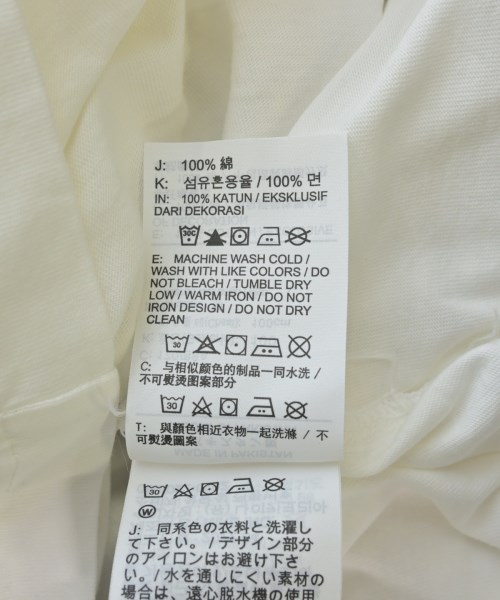 J: 100% 綿
K: 섬유혼용율 / 100% 면
IN: 100% KATUN / EKSKLUSIF
DARI DEKORASI
30C
E: MACHINE WASH COLD /
WASH WITH LIKE COLORS / DO
NOT BLEACH / TUMBLE DRY
LOW / WARM IRON / DO NOT
IRON DESIGN / DO NOT DRY
CLEAN
30
C: 与相似颜色的制品一同水洗 /
不可熨烫图案部分
30
T: 與顏色相近衣物一起洗滌 / 不
可熨燙圖案
30
W
J: 同系色の衣料と洗濯し
て下さい。/ デザイン部分
のアイロンはお避け下さ
い。/ 水を通しにくい素材の
場合は、遠心脱水機の使用